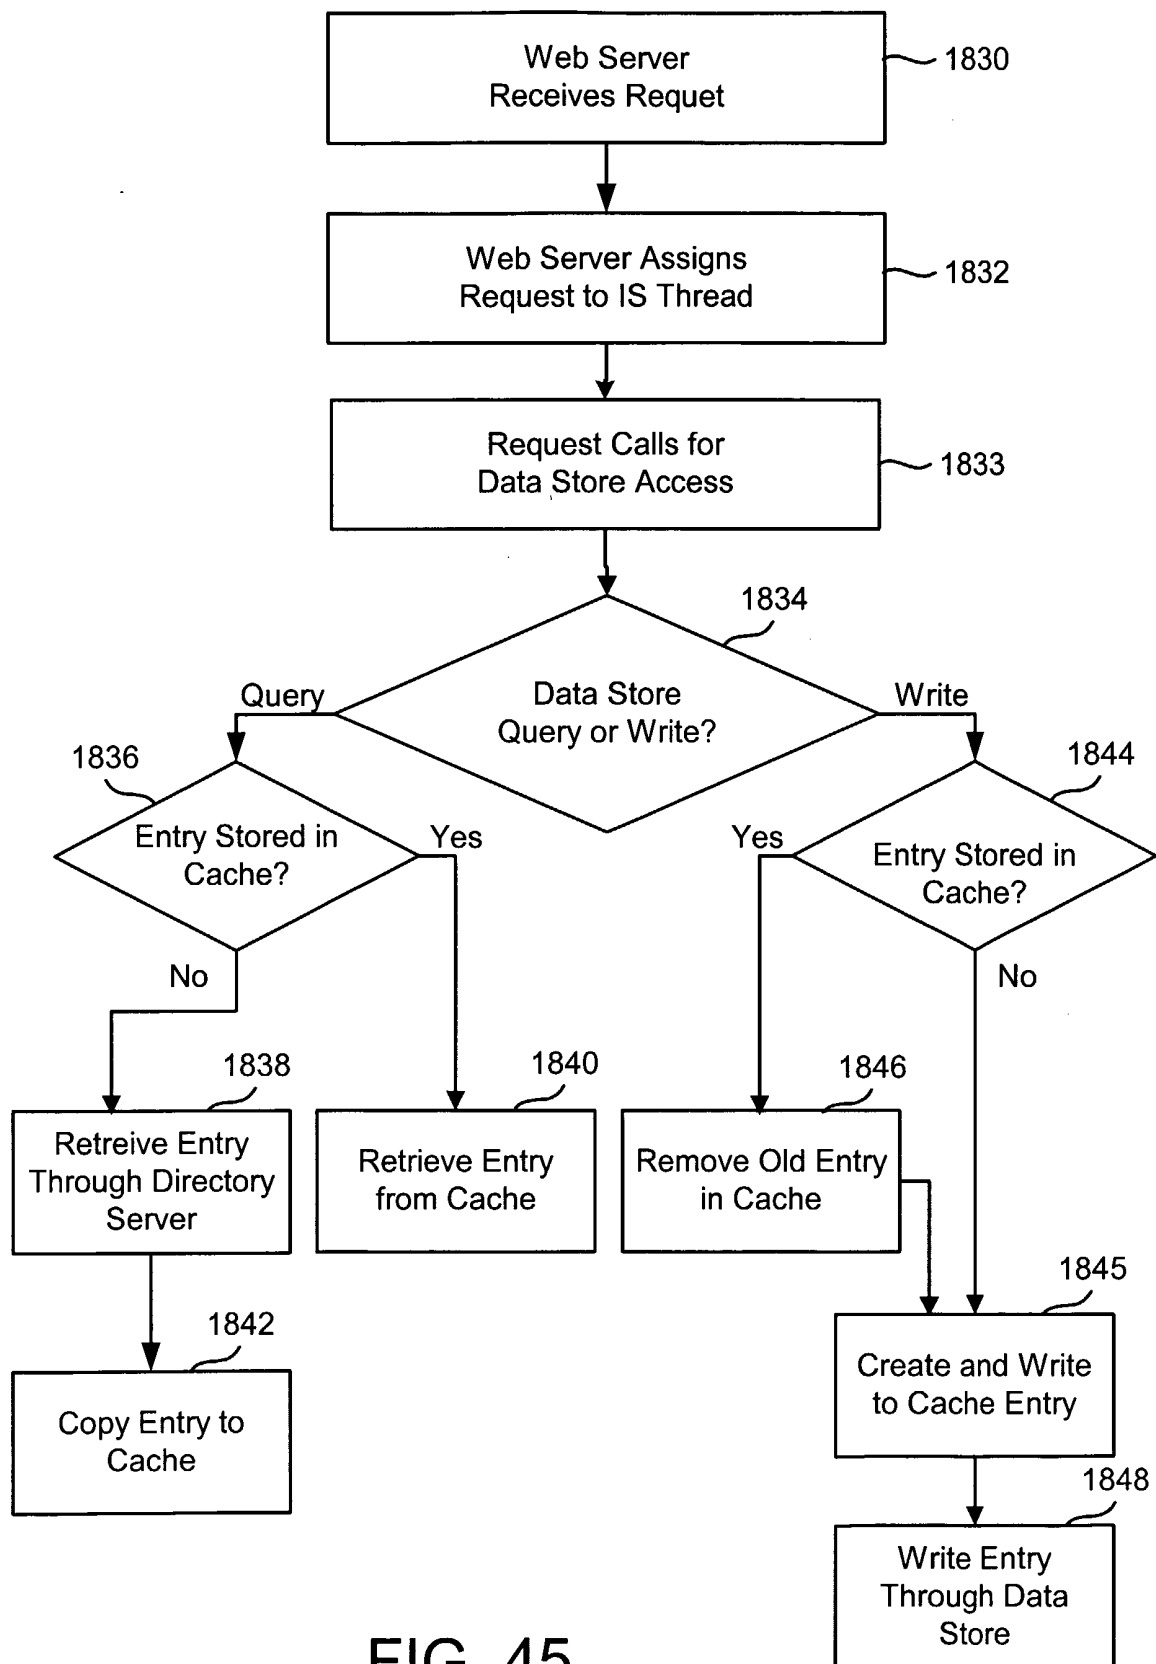 Web Server
Receives Requet
1830
Web Server Assigns
Request to IS Thread
1832
Request Calls for
Data Store Access
1833
1834
Data Store
Query or Write?
Query
Write
1836
Entry Stored in
Cache?
Yes
No
1844
Entry Stored in
Cache?
Yes
No
1838
Retreive Entry
Through Directory
Server
1840
Retrieve Entry
from Cache
1846
Remove Old Entry
in Cache
1842
Copy Entry to
Cache
1845
Create and Write
to Cache Entry
1848
Write Entry
Through Data
Store
FIG. 45